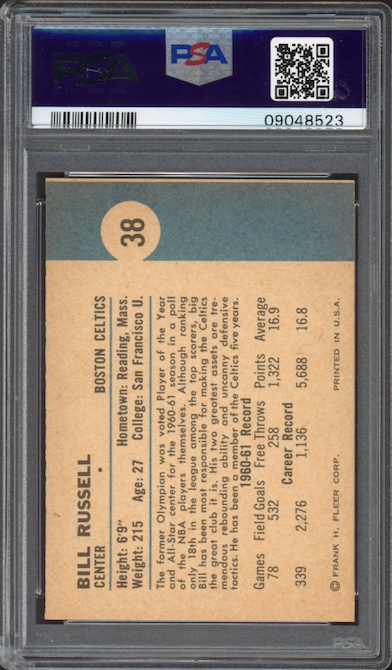 PSA
PSA
09048523
38
BILL RUSSELL
CENTER • BOSTON CELTICS
Height: 6'9" Hometown: Reading, Mass.
Weight: 215 Age: 27 College: San Francisco U.
The former Olympian was voted Player of the Year
and All-Star center for the 1960-61 season in a poll
of the NBA players themselves. Although ranking
only 18th in the league among the top scorers, big
Bill has been most responsible for making the Celtics
the great club it is. His two greatest assets are tre-
mendous rebounding ability and uncanny defensive
tactics. He has been a member of the Celtics five years.
1960-61 Record
Games Field Goals Free Throws Points Average
78 532 258 1,322 16.9
Career Record
339 2,276 1,136 5,688 16.8
© FRANK H. FLEER CORP. PRINTED IN U.S.A.